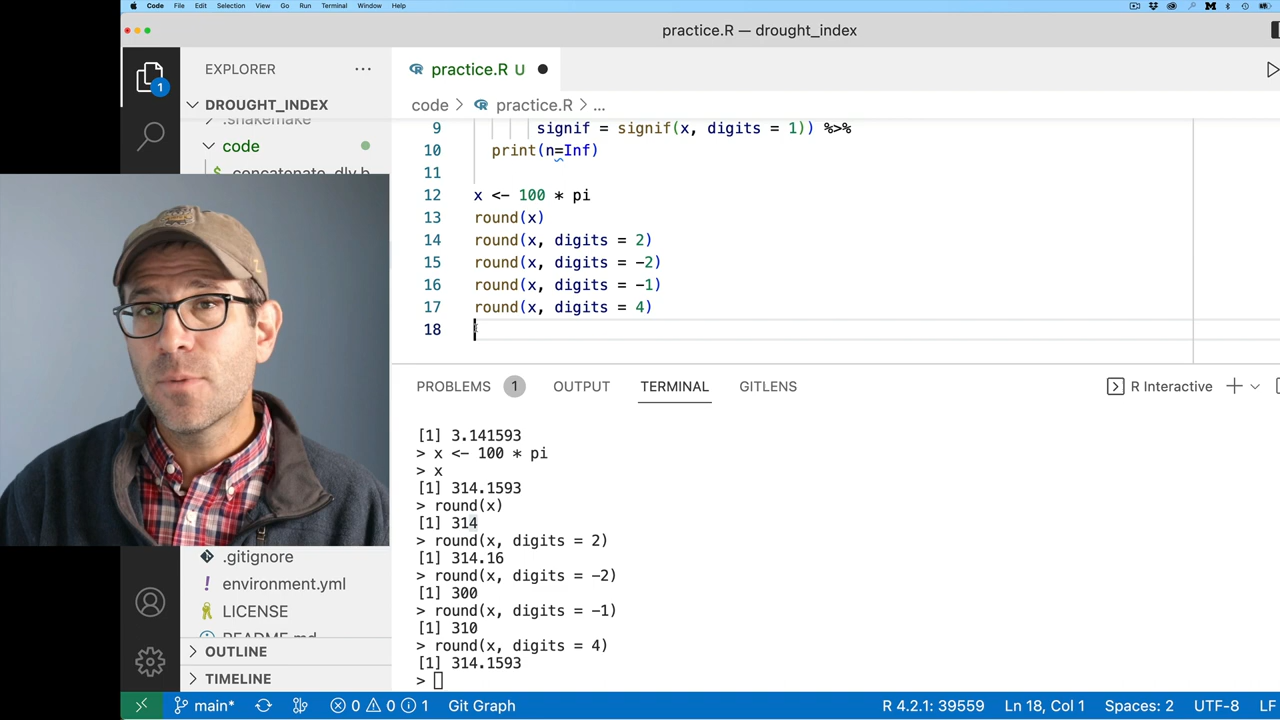 Code File Edit Selection View Go Run Terminal Window Help
practice.R — drought_index
EXPLORER
practice.R U
1
DROUGHT_INDEX
code > practice.R > ...
.snakemake
code
concatenate_dly.b
9 signif = signif(x, digits = 1)) %>%
10 print(n=Inf)
11
12 x <- 100 * pi
13 round(x)
14 round(x, digits = 2)
15 round(x, digits = -2)
16 round(x, digits = -1)
17 round(x, digits = 4)
18
PROBLEMS 1 OUTPUT TERMINAL GITLENS
R Interactive
[1] 3.141593
> x <- 100 * pi
> x
[1] 314.1593
> round(x)
[1] 314
> round(x, digits = 2)
[1] 314.16
> round(x, digits = -2)
[1] 300
> round(x, digits = -1)
[1] 310
> round(x, digits = 4)
[1] 314.1593
>
.gitignore
! environment.yml
LICENSE
README.md
OUTLINE
TIMELINE
main* 0 0 1 Git Graph
R 4.2.1: 39559 Ln 18, Col 1 Spaces: 2 UTF-8 LF